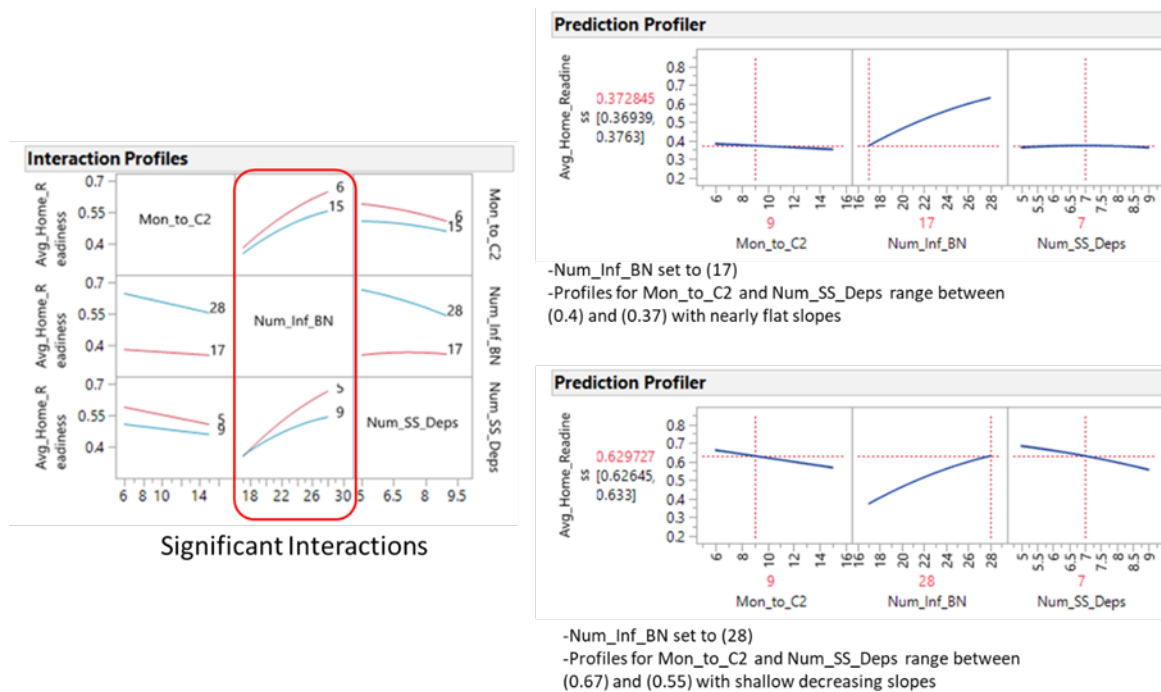 Interaction Profiles
Avg_Home_R
eadiness
0.7
0.55
0.4
Mon_to_C2
6
15
6
15
Mon_to_C2
Avg_Home_R
eadiness
0.7
0.55
0.4
28
17
Num_Inf_BN
28
17
Num_Inf_BN
Avg_Home_R
eadiness
0.7
0.55
0.4
5
9
5
9
Num_SS_Deps
Num_SS_Deps
6 8 10 14
18 22 26 30
5 6.5 8 9.5
Significant Interactions
Prediction Profiler
Avg_Home_Readine
ss
0.372845
[0.36939,
0.3763]
0.8
0.7
0.6
0.5
0.4
0.3
0.2
6 8 10 12 14 16
16 18 20 22 24 26 28
5 5.5 6 6.5 7 7.5 8 8.5 9
9
17
7
Mon_to_C2
Num_Inf_BN
Num_SS_Deps
-Num_Inf_BN set to (17)
-Profiles for Mon_to_C2 and Num_SS_Deps range between
(0.4) and (0.37) with nearly flat slopes
Prediction Profiler
Avg_Home_Readine
ss
0.629727
[0.62645,
0.633]
0.8
0.7
0.6
0.5
0.4
0.3
0.2
6 8 10 12 14 16
16 18 20 22 24 26 28
5 5.5 6 6.5 7 7.5 8 8.5 9
9
28
7
Mon_to_C2
Num_Inf_BN
Num_SS_Deps
-Num_Inf_BN set to (28)
-Profiles for Mon_to_C2 and Num_SS_Deps range between
(0.67) and (0.55) with shallow decreasing slopes